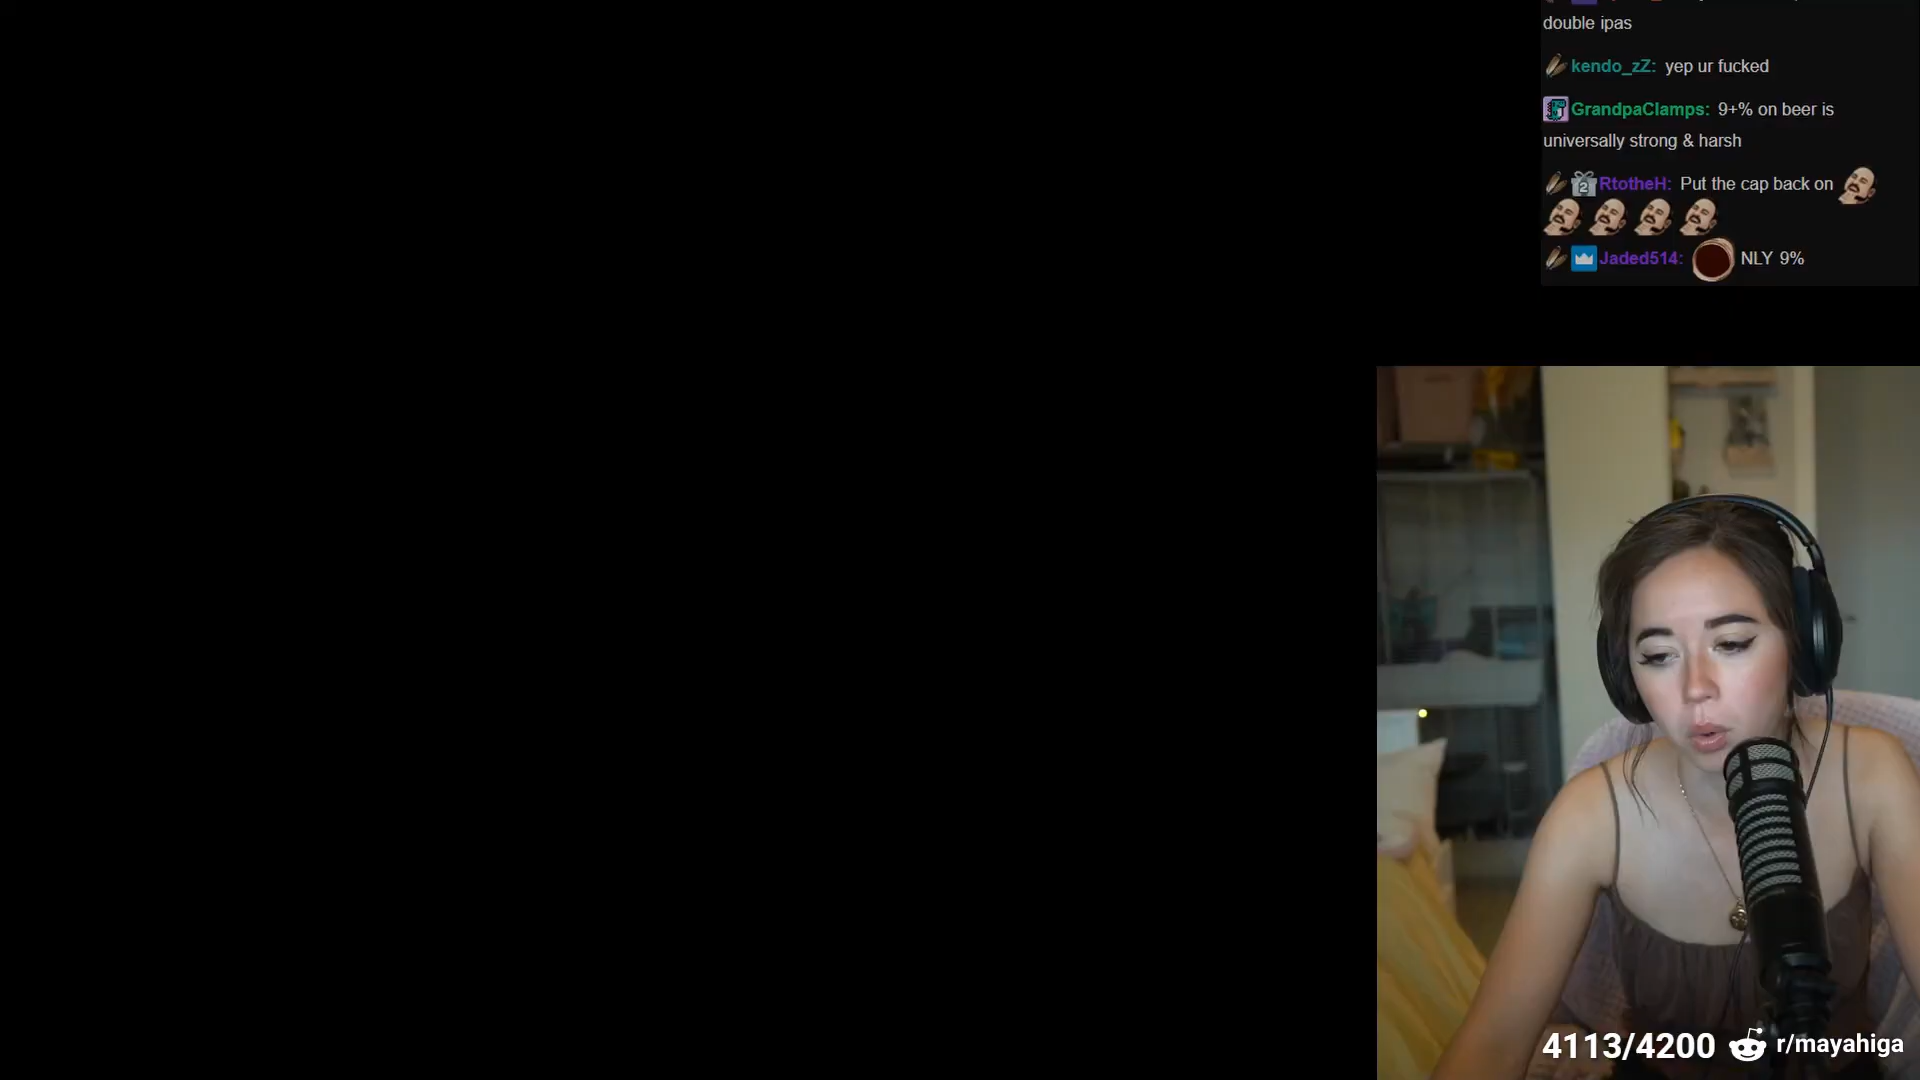 double ipas
kendo_zZ: yep ur fucked
GrandpaClamps: 9+% on beer is
universally strong & harsh
2 RtotheH: Put the cap back on
Jaded514: NLY 9%
4113/4200 r/mayahiga